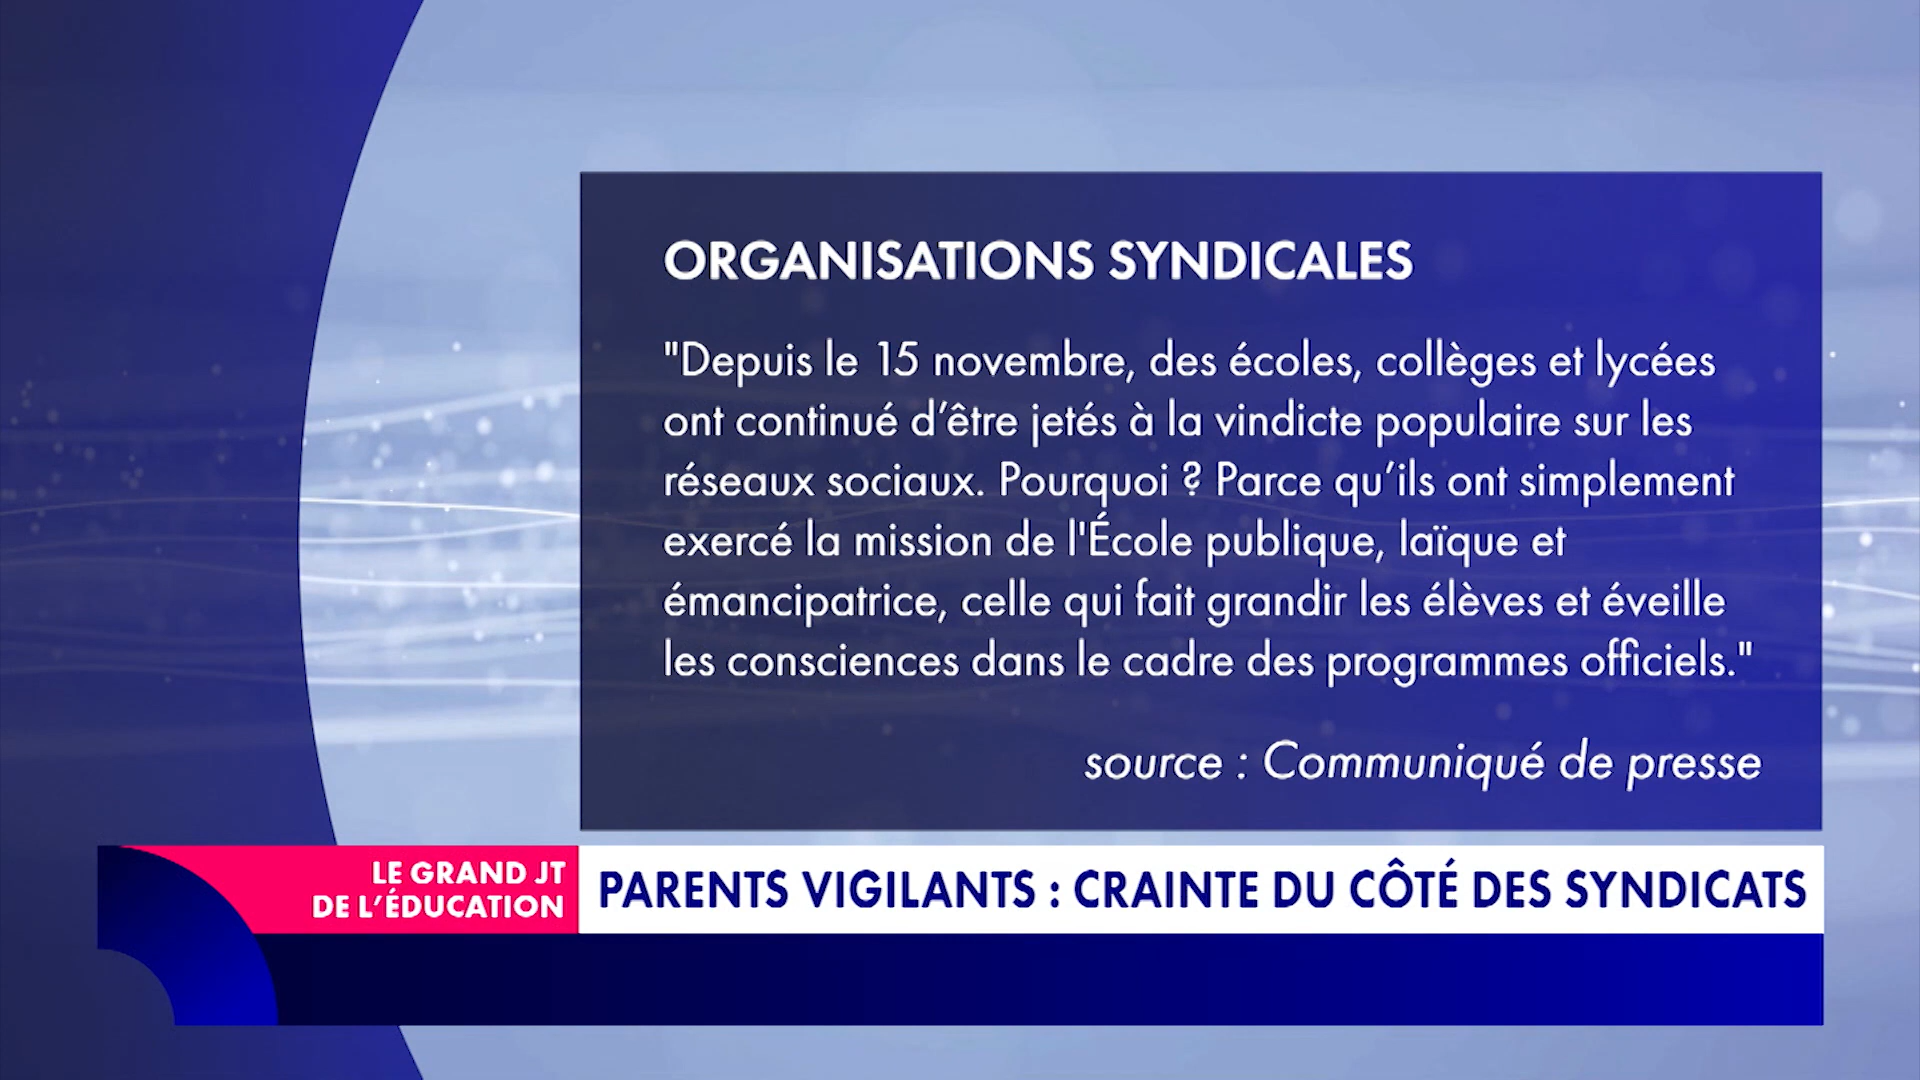 ORGANISATIONS SYNDICALES
"Depuis le 15 novembre, des écoles, collèges et lycées
ont continué d’être jetés à la vindicte populaire sur les
réseaux sociaux. Pourquoi ? Parce qu’ils ont simplement
exercé la mission de l'École publique, laïque et
émancipatrice, celle qui fait grandir les élèves et éveille
les consciences dans le cadre des programmes officiels."
source : Communiqué de presse
LE GRAND JT
DE L’ÉDUCATION
PARENTS VIGILANTS : CRAINTE DU CÔTÉ DES SYNDICATS